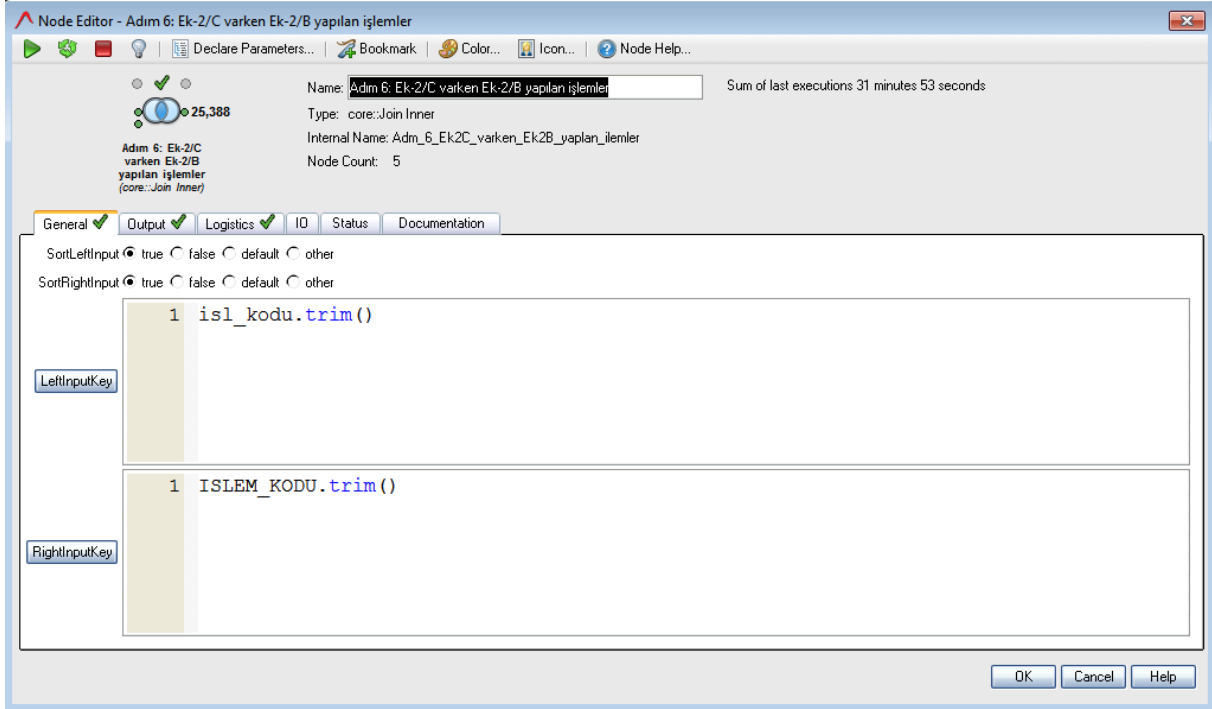 Node Editor - Adım 6: Ek-2/C varken Ek-2/B yapılan işlemler
Declare Parameters... Bookmark Color... Icon... Node Help...
25,388
Adım 6: Ek-2/C
varken Ek-2/B
yapılan işlemler
(core::Join Inner)
Name: Adım 6: Ek-2/C varken Ek-2/B yapılan işlemler
Sum of last executions 31 minutes 53 seconds
Type: core::Join Inner
Internal Name: Adm_6_Ek2C_varken_Ek2B_yaplan_ilemler
Node Count: 5
General Output Logistics IO Status Documentation
SortLeftInput true false default other
SortRightInput true false default other
LeftInputKey
1 isl_kodu.trim()
RightInputKey
1 ISLEM_KODU.trim()
OK Cancel Help